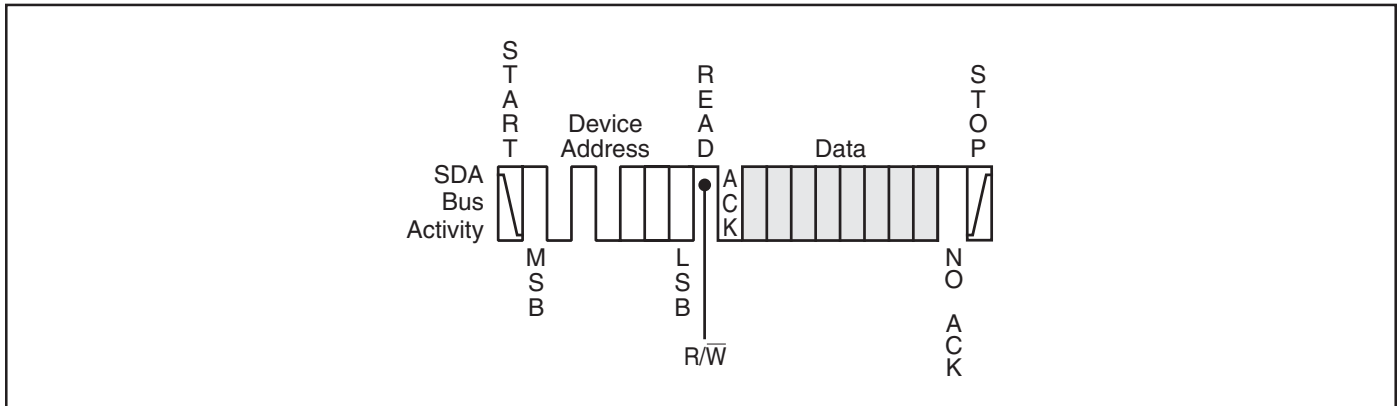 START
Device
Address
READ
STOP
SDA
Bus
Activity
ACK
Data
MSB
LSB
NO ACK
R/W̅